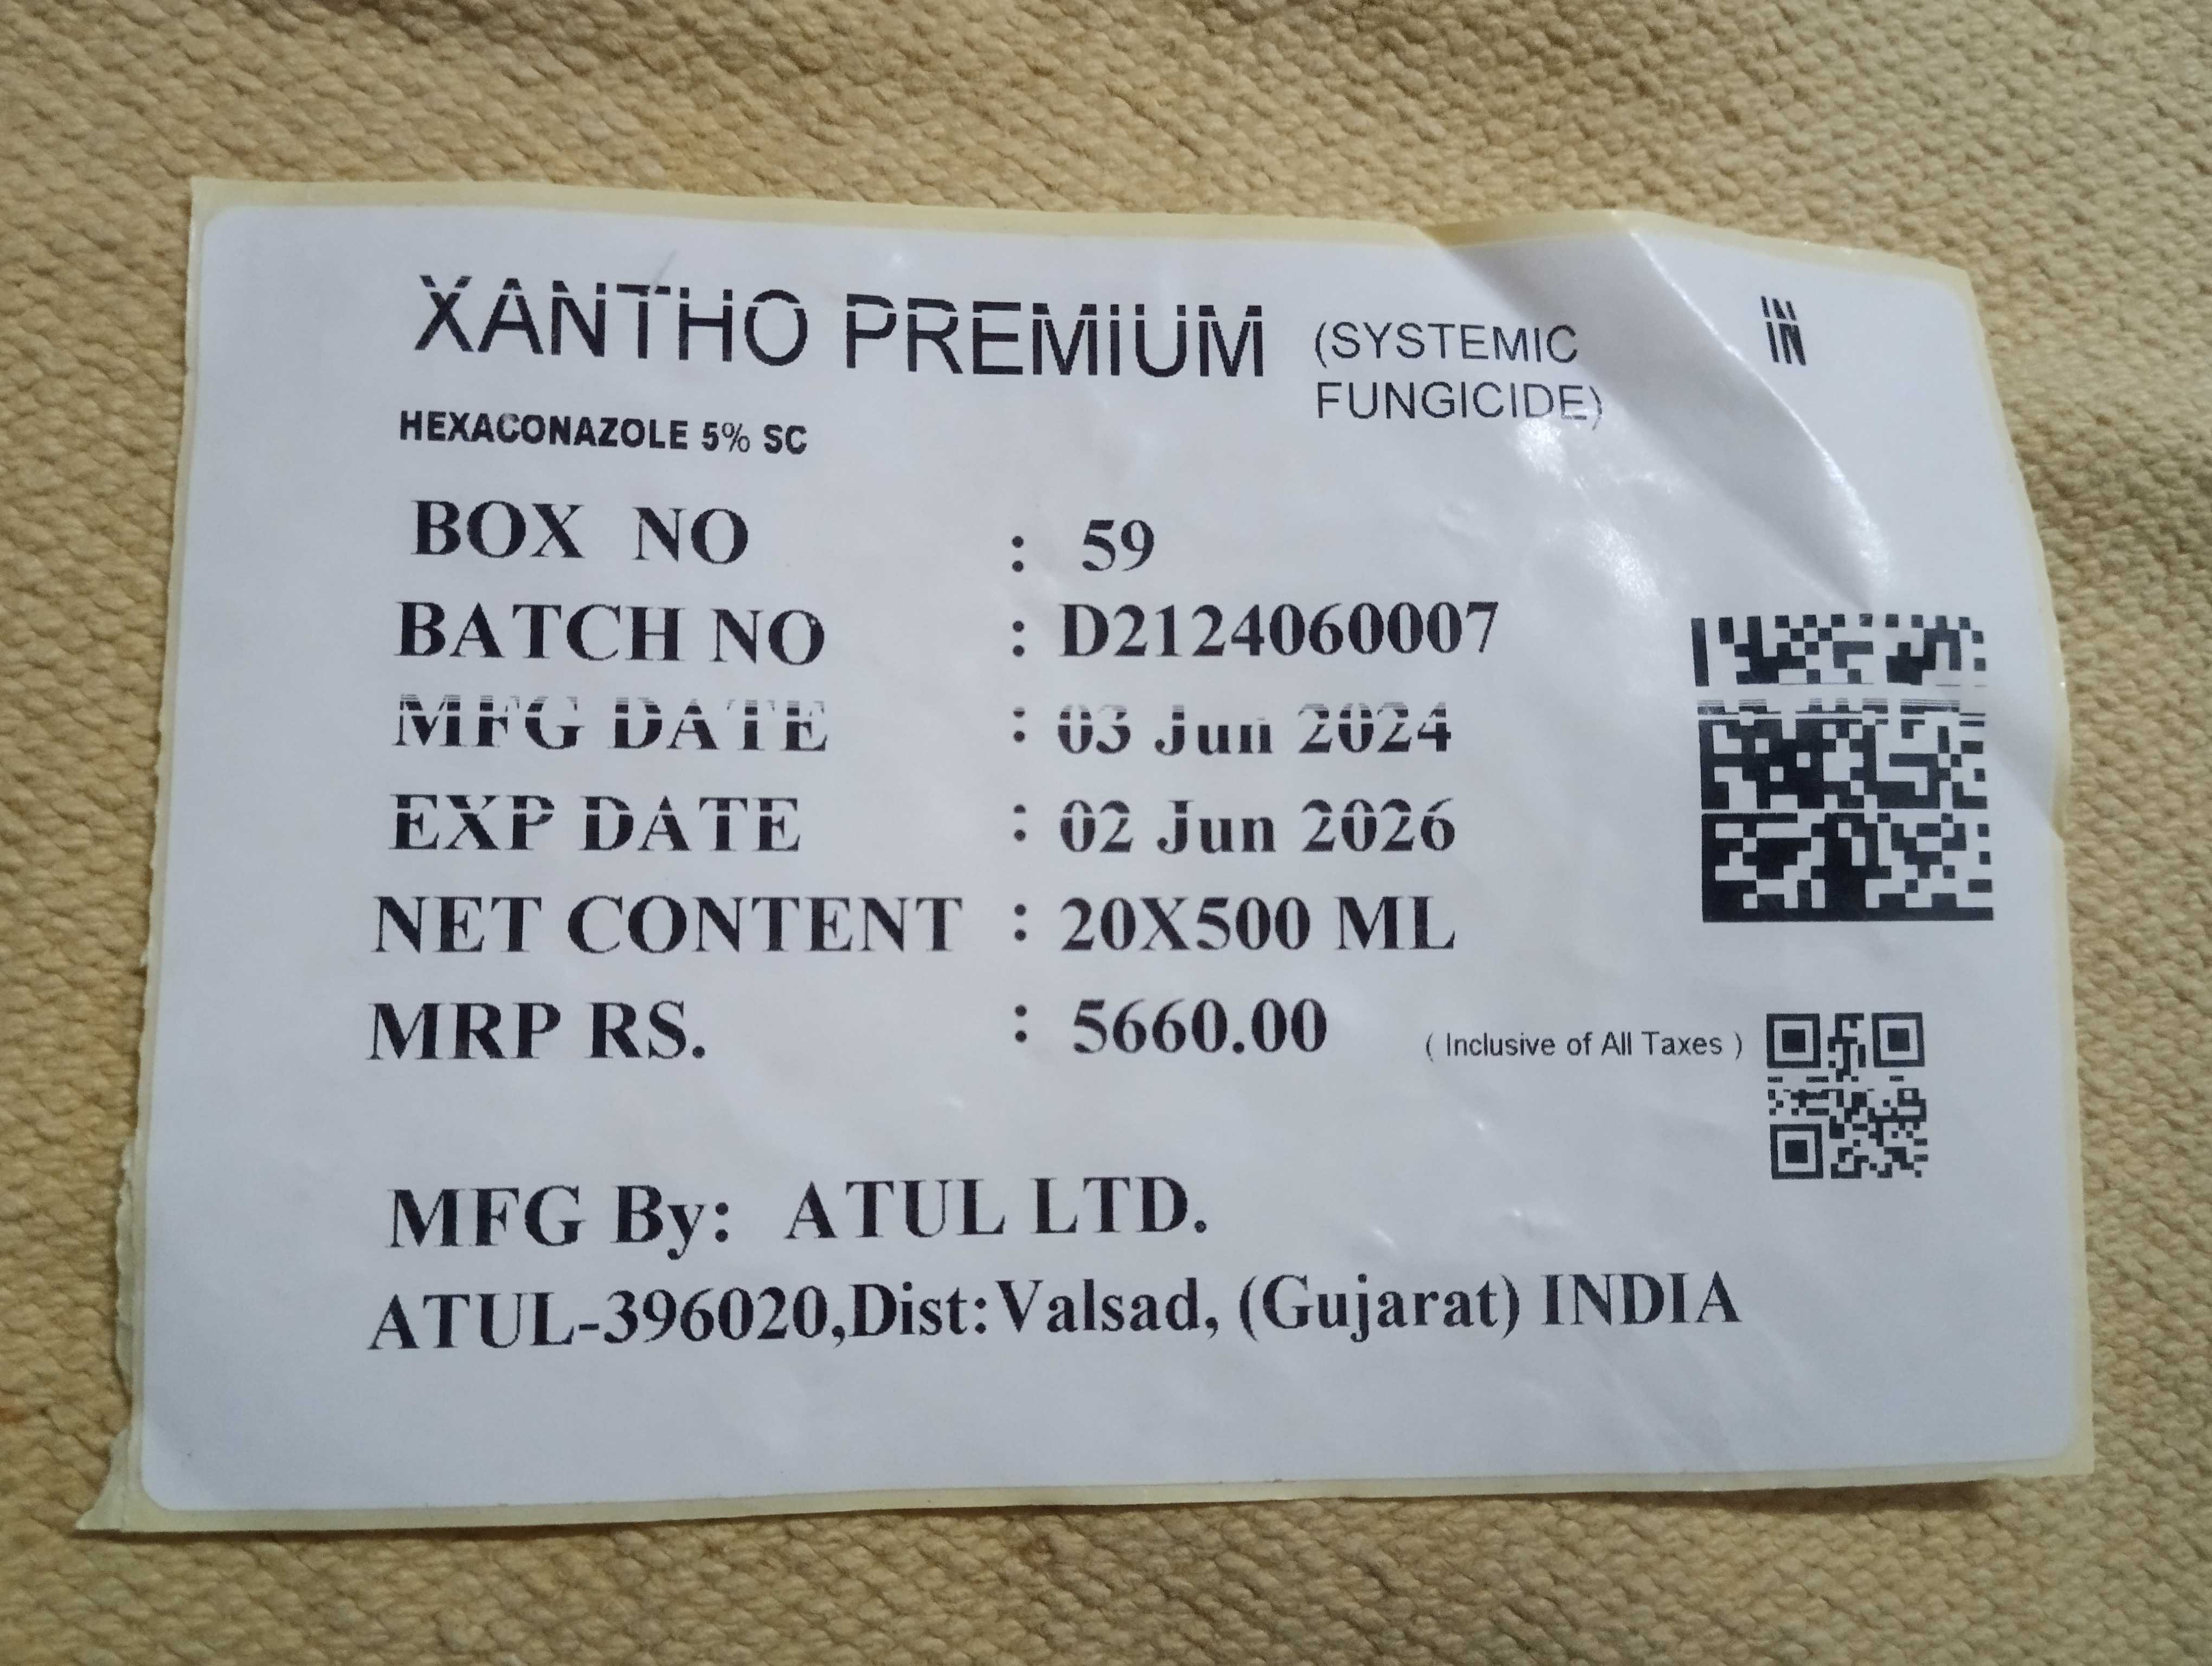 XANTHO PREMIUM (SYSTEMIC
FUNGICIDE)
IN
IN
HEXACONAZOLE 5% SC
BOX NO : 59
BATCH NO : D2124060007
MFG DATE : 03 Jun 2024
EXP DATE : 02 Jun 2026
NET CONTENT : 20X500 ML
MRP RS. : 5660.00 ( Inclusive of All Taxes )
MFG By: ATUL LTD.
ATUL-396020,Dist:Valsad, (Gujarat) INDIA